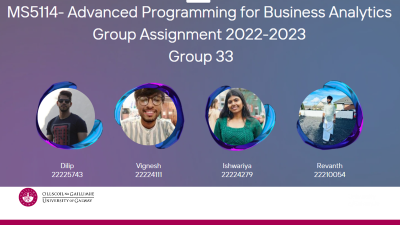 MS5114- Advanced Programming for Business Analytics
Group Assignment 2022-2023
Group 33
Dilip
22225743
Vignesh
22224111
Ishwariya
22224279
Revanth
22210054
OLLSCOIL NA GAILLIMHE
UNIVERSITY OF GALWAY